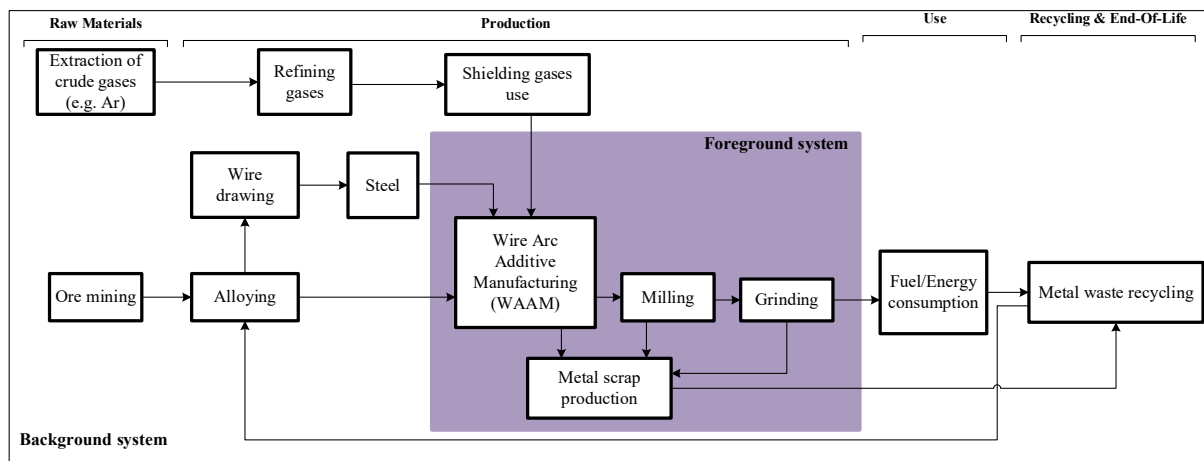 Raw Materials
Production
Use
Recycling & End-Of-Life
Extraction of
crude gases
(e.g. Ar)
Refining
gases
Shielding gases
use
Foreground system
Wire
drawing
Steel
Wire Arc
Additive
Manufacturing
(WAAM)
Ore mining
Alloying
Milling
Grinding
Fuel/Energy
consumption
Metal waste recycling
Metal scrap
production
Background system